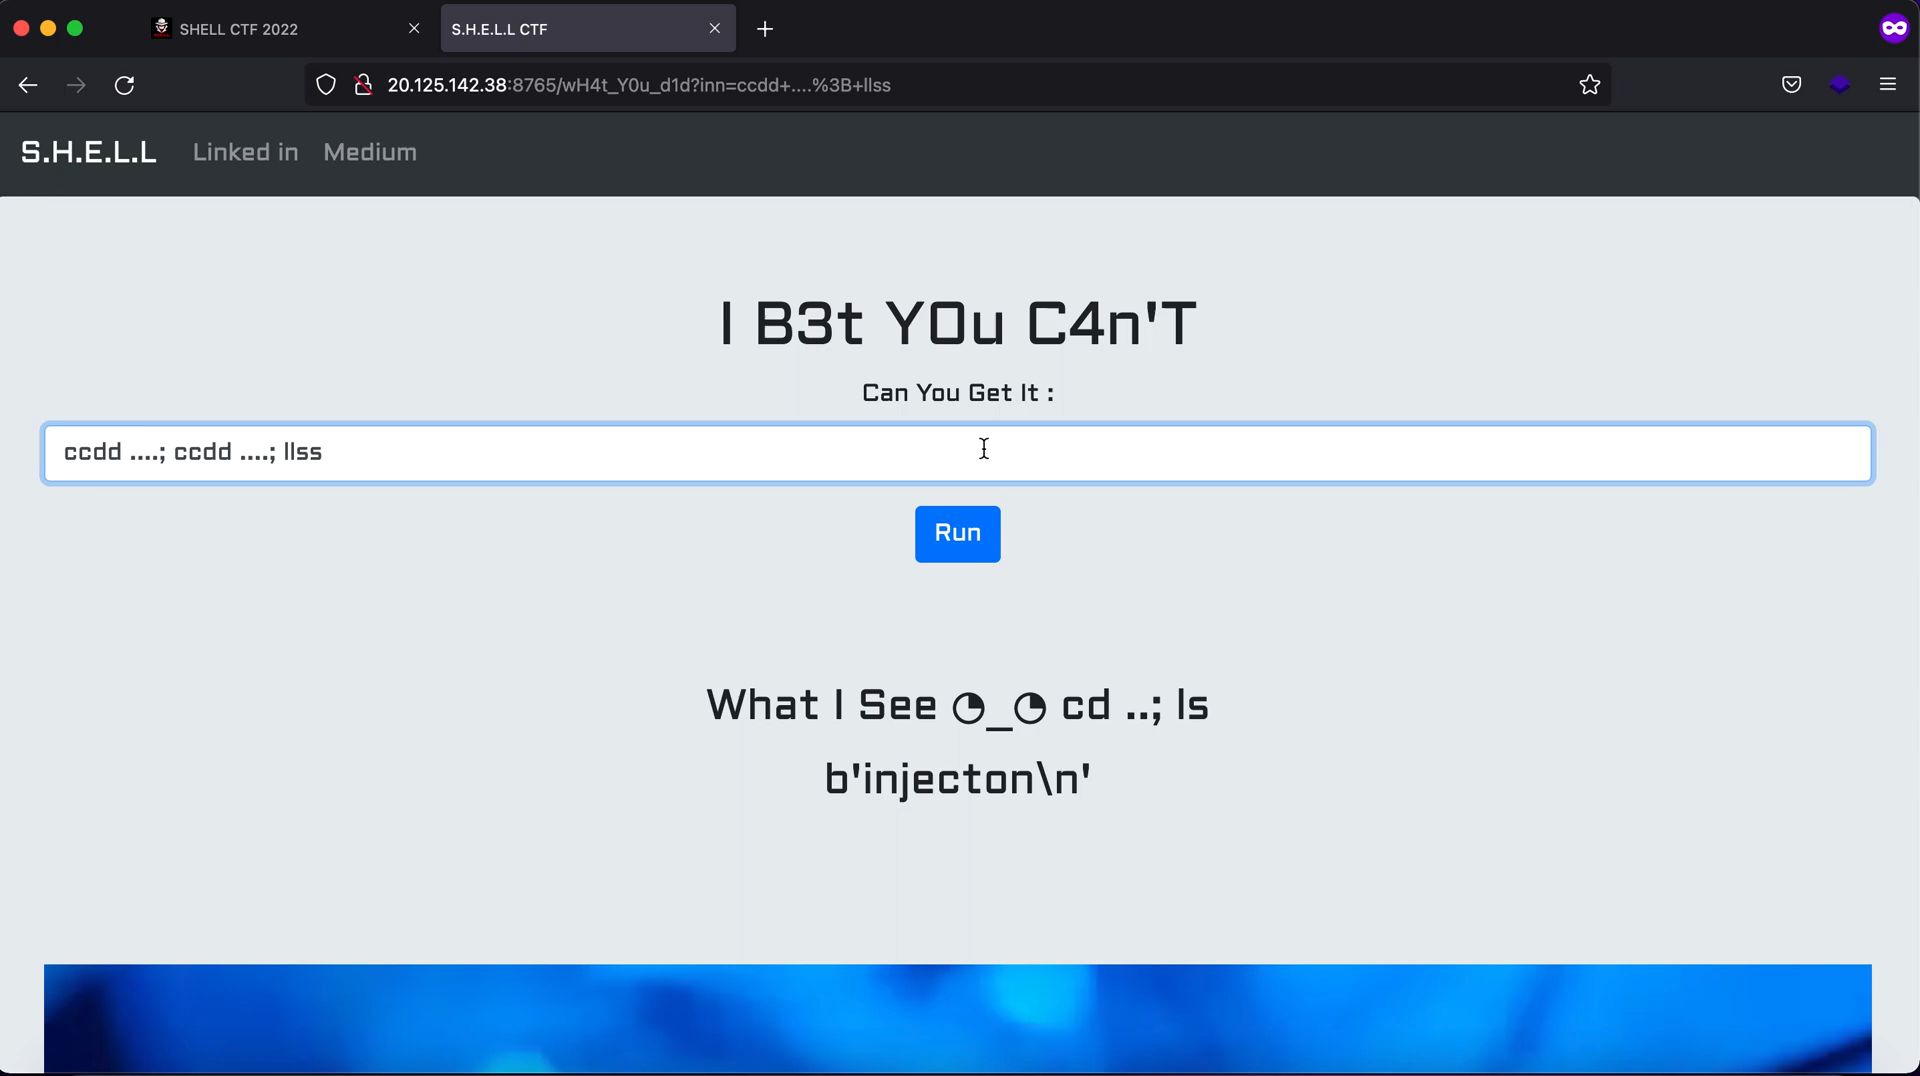 SHELL CTF 2022
S.H.E.L.L CTF
20.125.142.38:8765/wH4t_Y0u_d1d?inn=ccdd+....%3B+llss
S.H.E.L.L Linked in Medium
I B3t Y0u C4n'T
Can You Get It :
ccdd ....; ccdd ....; llss
Run
What I See ◔_◔ cd ..; ls
b'injecton\n'